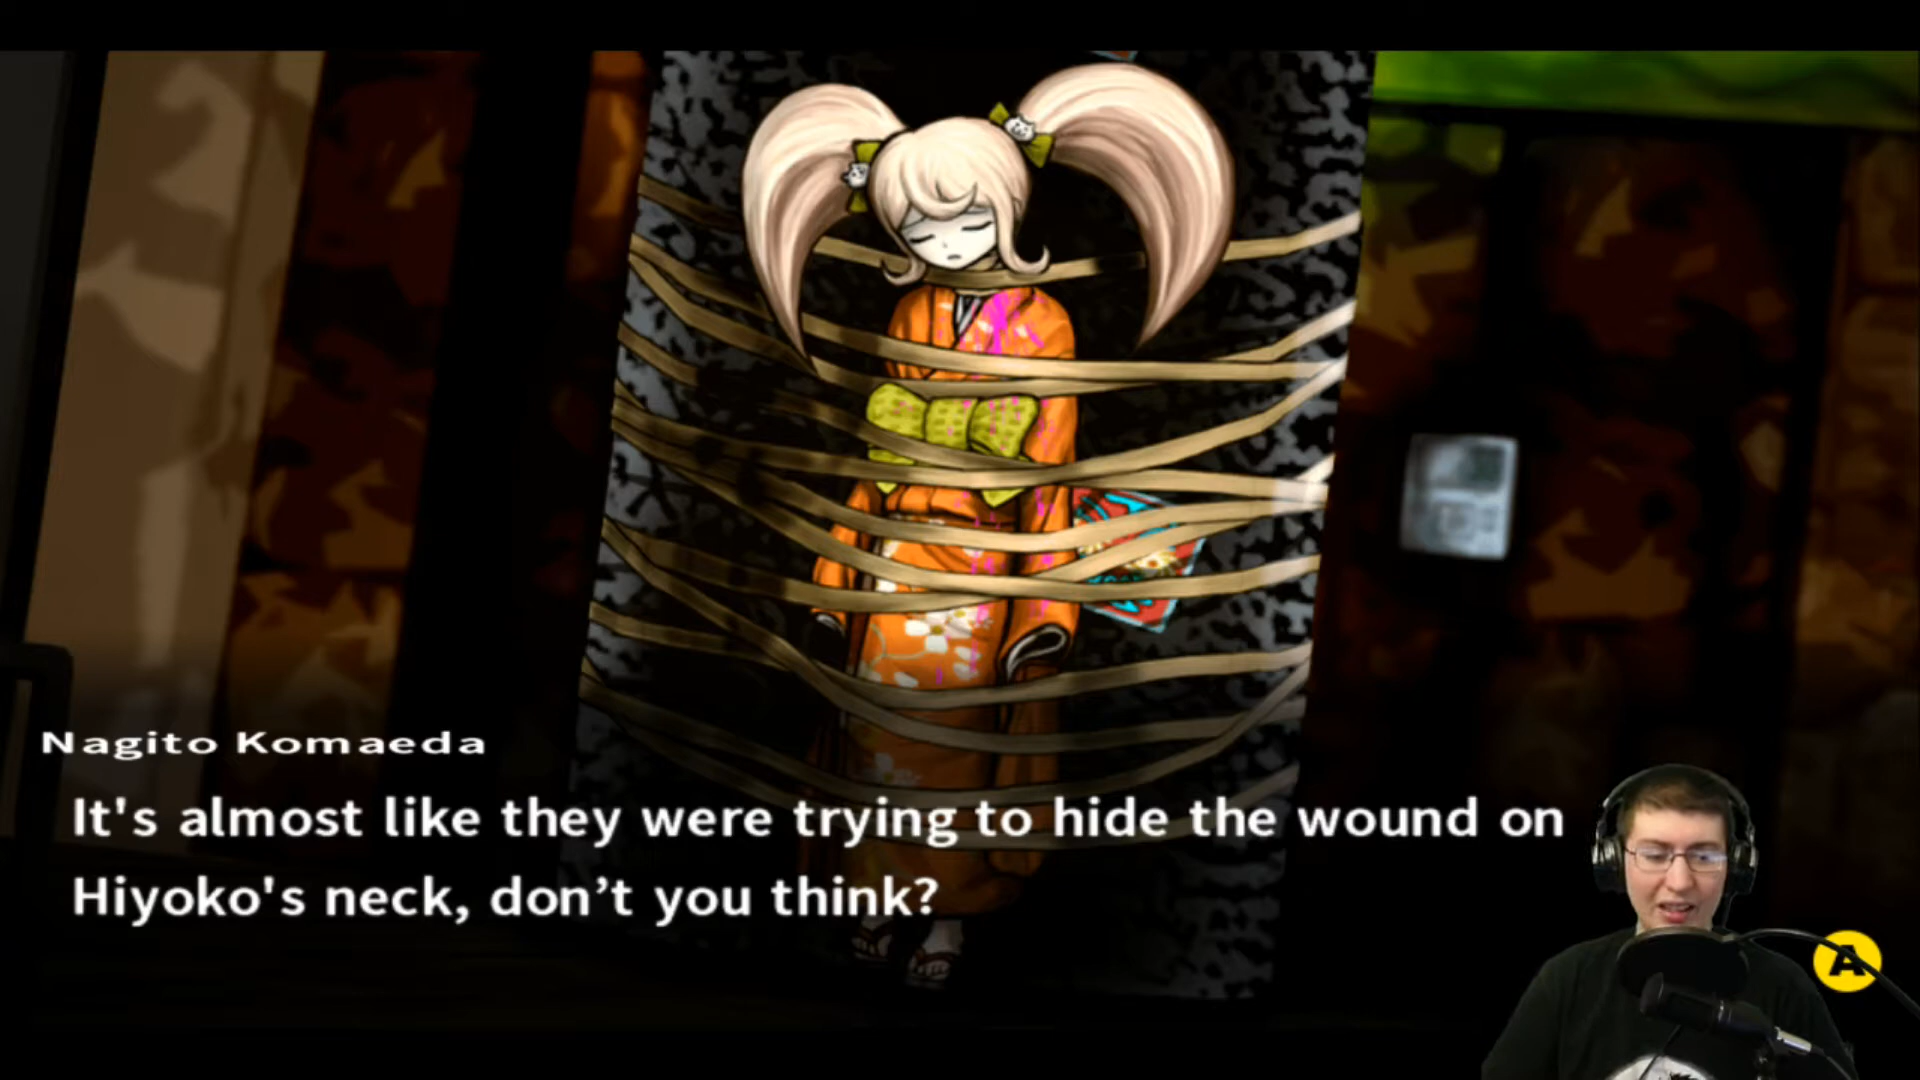 Nagito Komaeda
It's almost like they were trying to hide the wound on
Hiyoko's neck, don’t you think?
A